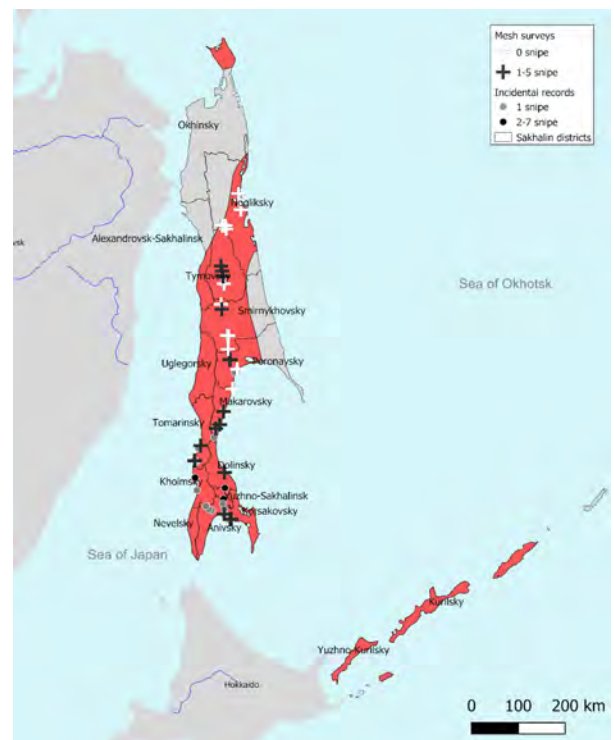 Mesh surveys
0 snipe
1-5 snipe
Incidental records
1 snipe
2-7 snipe
Sakhalin districts
Okhinsky
Nogliksky
Alexandrovsk-Sakhalinsk
Sea of Okhotsk
Smirnykhovsky
Uglegorsky
Poronaysky
Makarovsky
Tomarinsky
Dolinsky
Kholmsky
Yuzhno-Sakhalinsk
Korsakovsky
Nevelsky
Anivsky
Sea of Japan
Kurilsky
Yuzhno-Kurilsky
Hokkaido
0 100 200 km